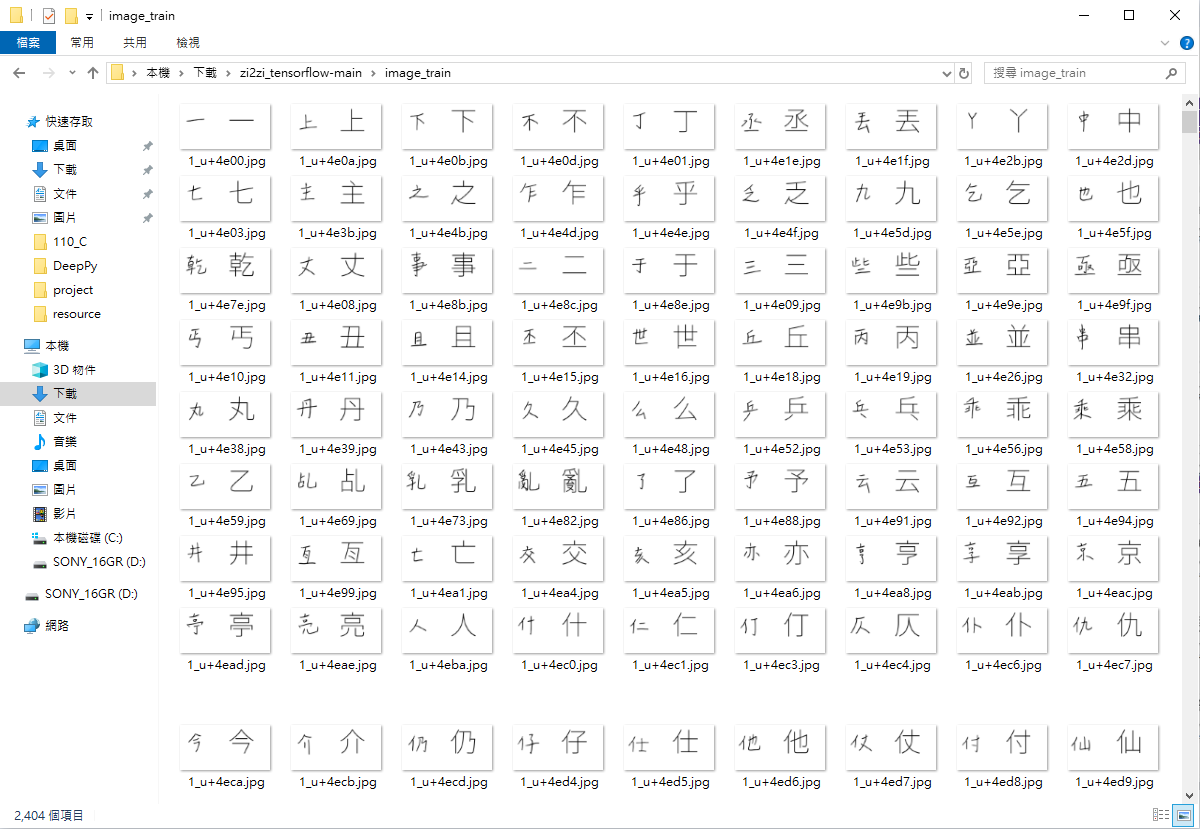 image_train
檔案 常用 共用 檢視
本機 下載 zi2zi_tensorflow-main image_train
搜尋 image_train
快速存取
桌面
下載
文件
圖片
110_C
DeepPy
project
resource
本機
3D 物件
下載
文件
音樂
桌面
圖片
影片
本機磁碟 (C:)
SONY_16GR (D:)
SONY_16GR (D:)
網路
一 一 上 上 下 下 不 不 丁 丁 丞 丞 丟 丟 丫 丫 中 中
1_u+4e00.jpg 1_u+4e0a.jpg 1_u+4e0b.jpg 1_u+4e0d.jpg 1_u+4e01.jpg 1_u+4e1e.jpg 1_u+4e1f.jpg 1_u+4e2b.jpg 1_u+4e2d.jpg
七 七 主 主 之 之 乍 乍 乎 乎 乏 乏 九 九 乞 乞 也 也
1_u+4e03.jpg 1_u+4e3b.jpg 1_u+4e4b.jpg 1_u+4e4d.jpg 1_u+4e4e.jpg 1_u+4e4f.jpg 1_u+4e5d.jpg 1_u+4e5e.jpg 1_u+4e5f.jpg
乾 乾 丈 丈 事 事 二 二 于 于 三 三 些 些 亞 亞 亟 亟
1_u+4e7e.jpg 1_u+4e08.jpg 1_u+4e8b.jpg 1_u+4e8c.jpg 1_u+4e8e.jpg 1_u+4e09.jpg 1_u+4e9b.jpg 1_u+4e9e.jpg 1_u+4e9f.jpg
丐 丐 丑 丑 且 且 丕 丕 世 世 丘 丘 丙 丙 並 並 串 串
1_u+4e10.jpg 1_u+4e11.jpg 1_u+4e14.jpg 1_u+4e15.jpg 1_u+4e16.jpg 1_u+4e18.jpg 1_u+4e19.jpg 1_u+4e26.jpg 1_u+4e32.jpg
丸 丸 丹 丹 乃 乃 久 久 么 么 乒 乒 乓 乓 乖 乖 乘 乘
1_u+4e38.jpg 1_u+4e39.jpg 1_u+4e43.jpg 1_u+4e45.jpg 1_u+4e48.jpg 1_u+4e52.jpg 1_u+4e53.jpg 1_u+4e56.jpg 1_u+4e58.jpg
乙 乙 乩 乩 乳 乳 亂 亂 了 了 予 予 云 云 互 互 五 五
1_u+4e59.jpg 1_u+4e69.jpg 1_u+4e73.jpg 1_u+4e82.jpg 1_u+4e86.jpg 1_u+4e88.jpg 1_u+4e91.jpg 1_u+4e92.jpg 1_u+4e94.jpg
井 井 亙 亙 亡 亡 交 交 亥 亥 亦 亦 亨 亨 享 享 京 京
1_u+4e95.jpg 1_u+4e99.jpg 1_u+4ea1.jpg 1_u+4ea4.jpg 1_u+4ea5.jpg 1_u+4ea6.jpg 1_u+4ea8.jpg 1_u+4eab.jpg 1_u+4eac.jpg
亭 亭 亮 亮 人 人 什 什 仁 仁 仃 仃 仄 仄 仆 仆 仇 仇
1_u+4ead.jpg 1_u+4eae.jpg 1_u+4eba.jpg 1_u+4ec0.jpg 1_u+4ec1.jpg 1_u+4ec3.jpg 1_u+4ec4.jpg 1_u+4ec6.jpg 1_u+4ec7.jpg
今 今 介 介 仍 仍 仔 仔 仕 仕 他 他 仗 仗 付 付 仙 仙
1_u+4eca.jpg 1_u+4ecb.jpg 1_u+4ecd.jpg 1_u+4ed4.jpg 1_u+4ed5.jpg 1_u+4ed6.jpg 1_u+4ed7.jpg 1_u+4ed8.jpg 1_u+4ed9.jpg
2,404 個項目